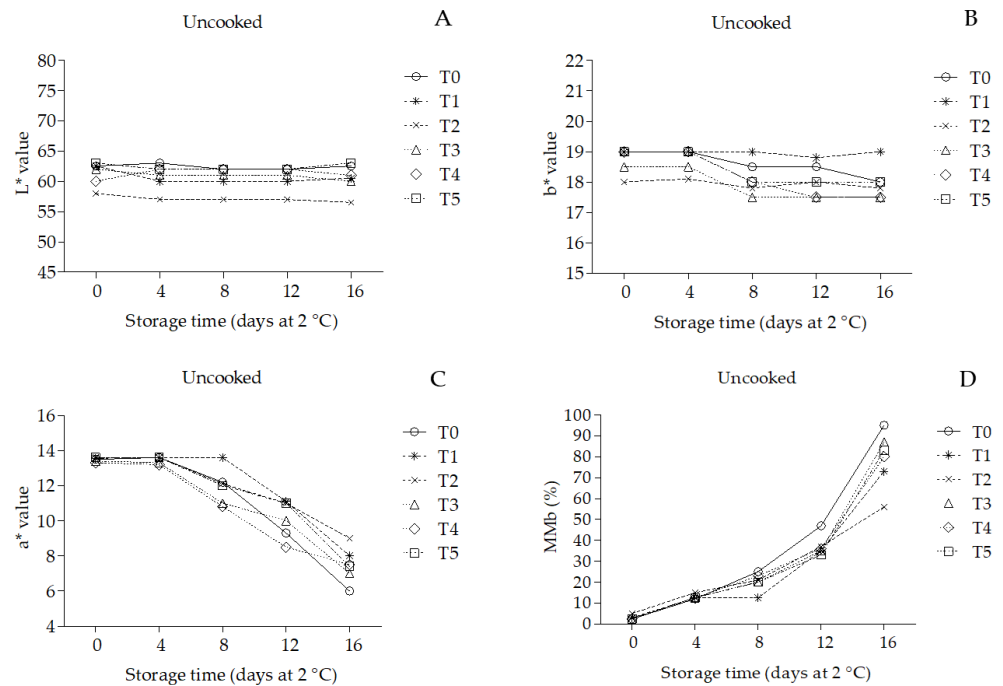 Uncooked
A
80
75
70
65
60
55
50
45
L* value
0 4 8 12 16
Storage time (days at 2 °C)
T0
T1
T2
T3
T4
T5
Uncooked
B
22
21
20
19
18
17
16
15
b* value
0 4 8 12 16
Storage time (days at 2 °C)
T0
T1
T2
T3
T4
T5
Uncooked
C
16
14
12
10
8
6
4
a* value
0 4 8 12 16
Storage time (days at 2 °C)
T0
T1
T2
T3
T4
T5
Uncooked
D
100
90
80
70
60
50
40
30
20
10
0
MMb (%)
0 4 8 12 16
Storage time (days at 2 °C)
T0
T1
T2
T3
T4
T5